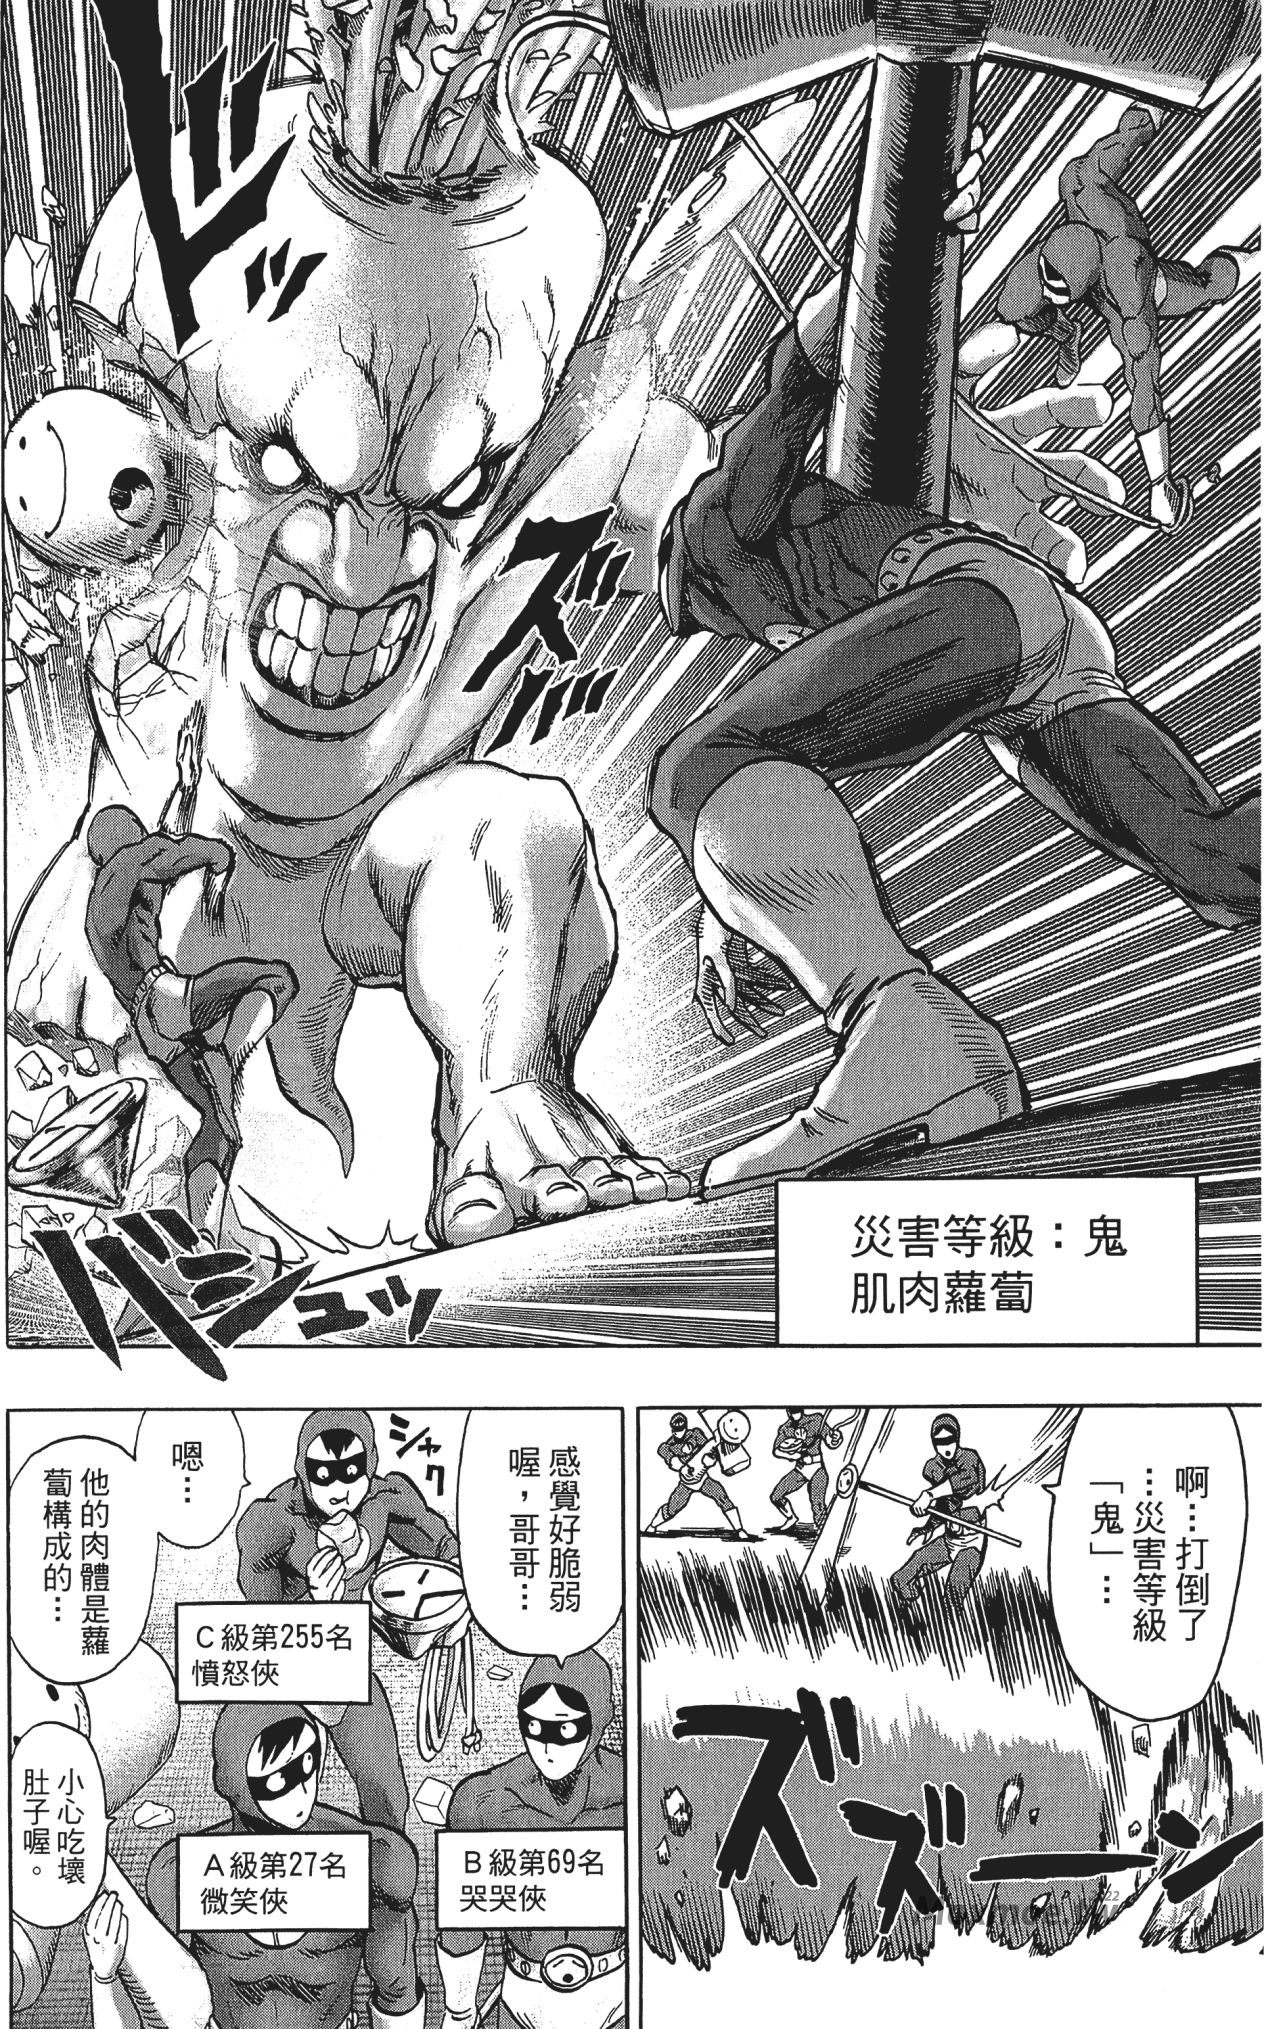 ドドッ
ズズッ
バシュッ
災害等級：鬼
肌肉蘿蔔
啊…打倒了
…災害等級
「鬼」…
ズズーン
感覺好脆弱
喔，哥哥…
シャク
嗯…
他的肉體是蘿
蔔構成的…
C級第255名
憤怒俠
B級第69名
哭哭俠
A級第27名
微笑俠
小心吃壞
肚子喔。
22